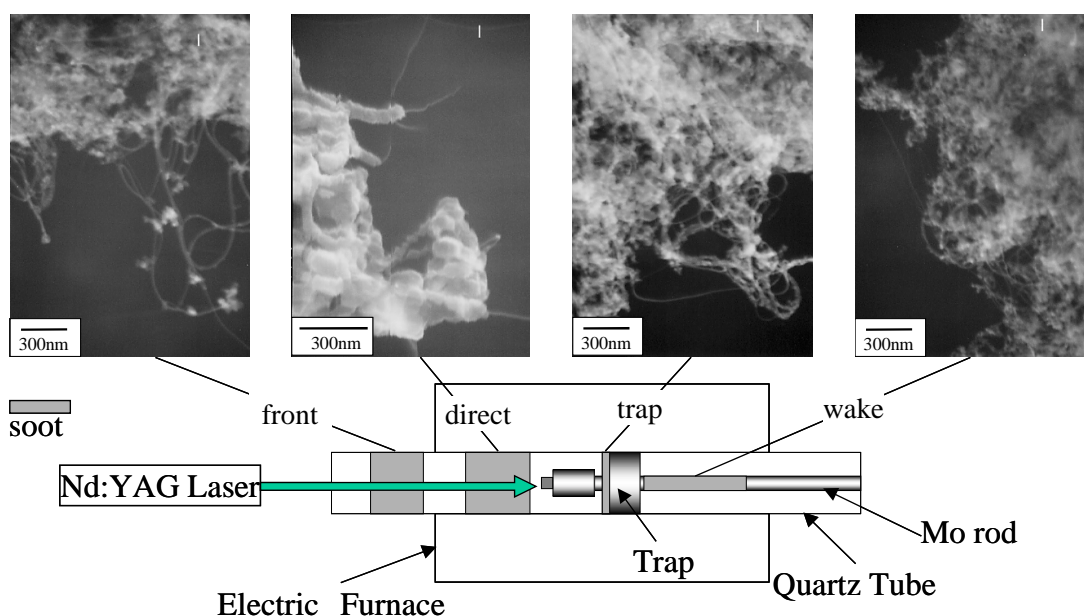 300nm
300nm
300nm
300nm
front
direct
trap
wake
soot
Nd:YAG Laser
Mo rod
Trap
Quartz Tube
Electric Furnace